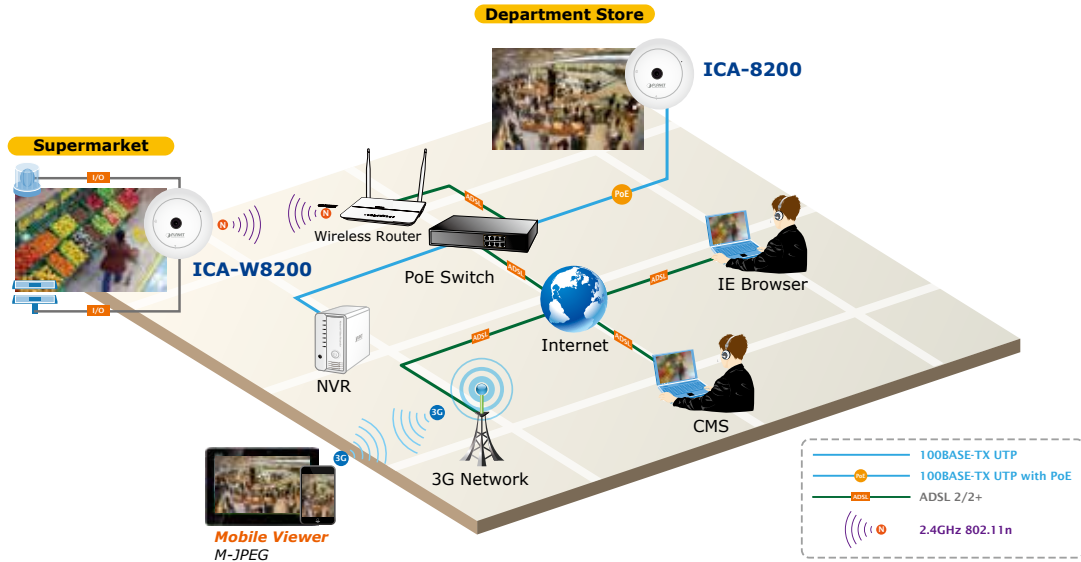 Department Store
ICA-8200
Supermarket
I/O
N
N
ADSL
PoE
Wireless Router
ICA-W8200
PoE Switch
ADSL
ADSL
IE Browser
I/O
Internet
ADSL
ADSL
NVR
CMS
3G
3G
3G Network
Mobile Viewer
M-JPEG
100BASE-TX UTP
PoE
100BASE-TX UTP with PoE
ADSL
ADSL 2/2+
N
2.4GHz 802.11n